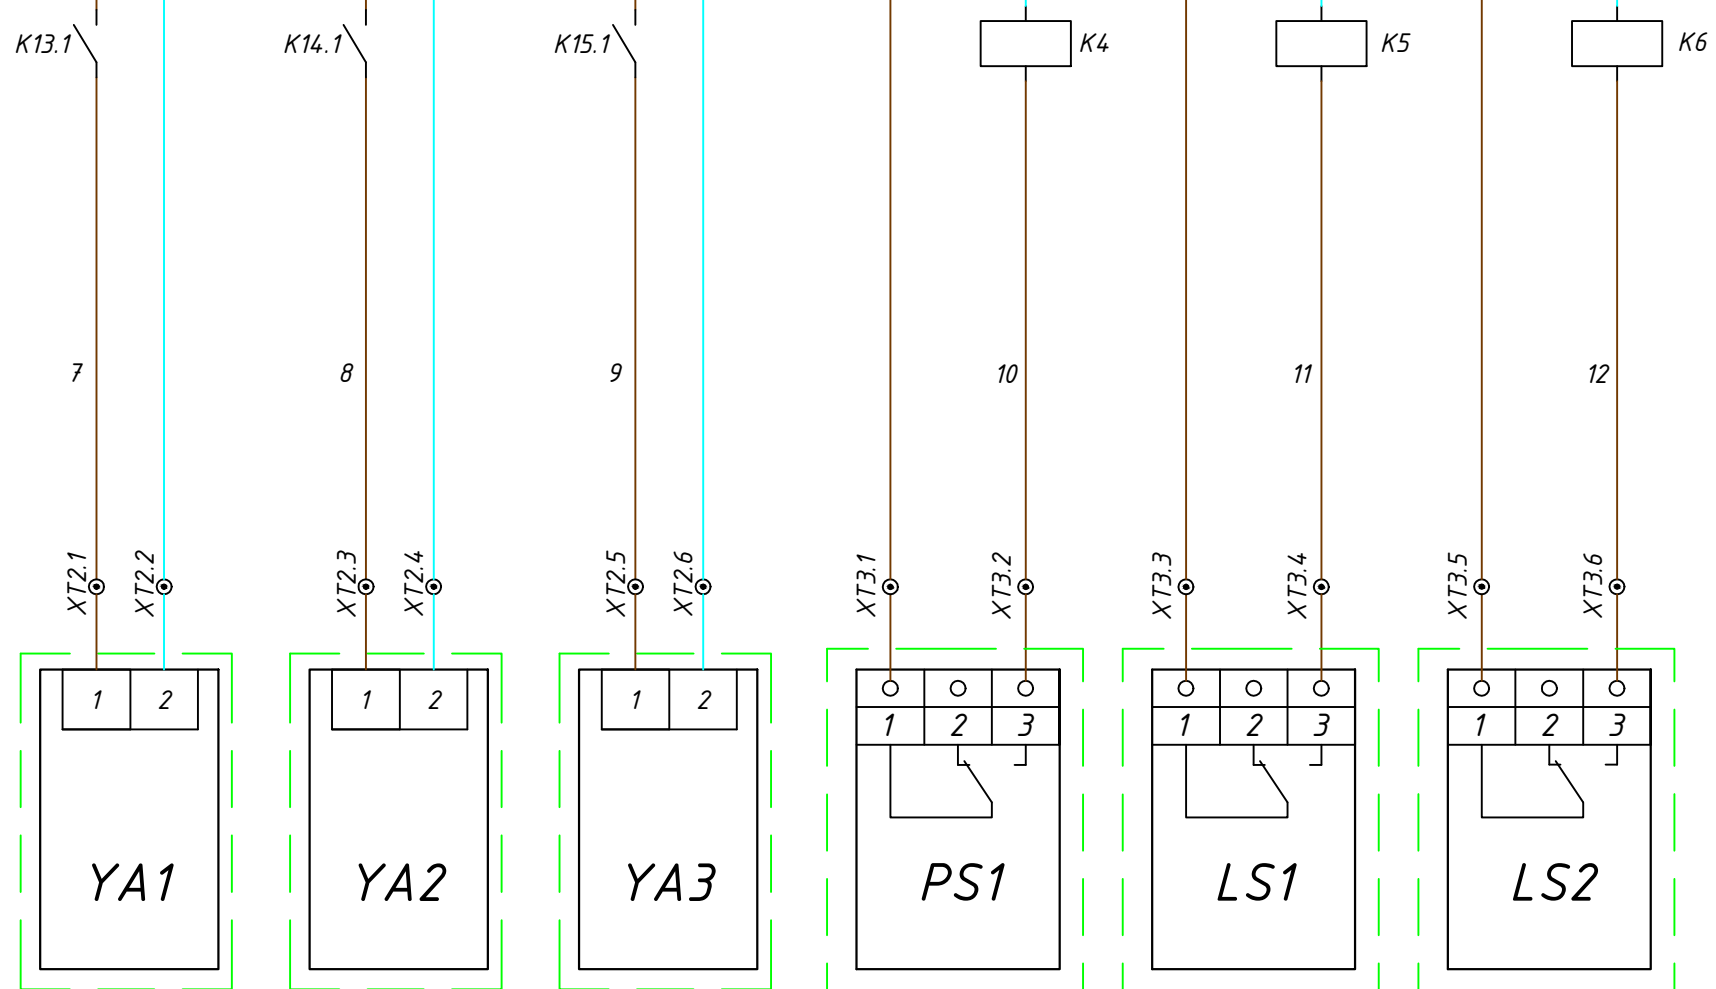 K13.1 K14.1 K15.1 K4 K5 K6
7 8 9 10 11 12
XT2.1 XT2.2 XT2.3 XT2.4 XT2.5 XT2.6 XT3.1 XT3.2 XT3.3 XT3.4 XT3.5 XT3.6
1 2 1 2 1 2 1 2 3 1 2 3 1 2 3
YA1 YA2 YA3 PS1 LS1 LS2